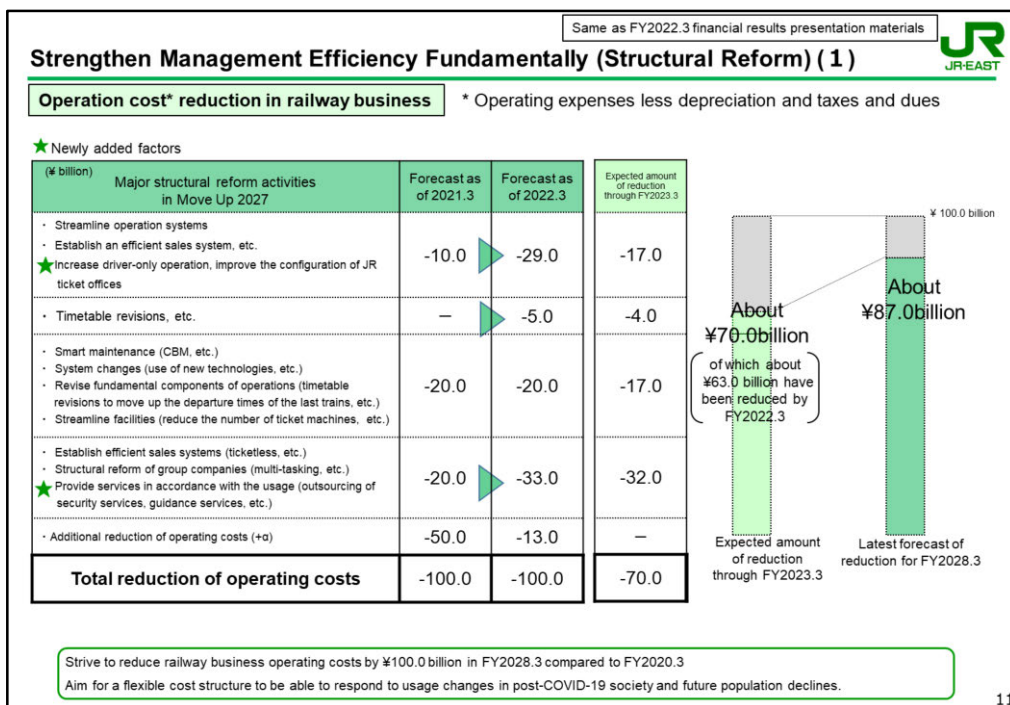 Same as FY2022.3 financial results presentation materials
JR
JR-EAST
Strengthen Management Efficiency Fundamentally (Structural Reform) (1)
Operation cost* reduction in railway business
* Operating expenses less depreciation and taxes and dues
★ Newly added factors
(¥ billion)
Major structural reform activities
in Move Up 2027
Forecast as
of 2021.3
Forecast as
of 2022.3
Expected amount
of reduction
through FY2023.3
・ Streamline operation systems
・ Establish an efficient sales system, etc.
★ Increase driver-only operation, improve the configuration of JR
ticket offices
-10.0
-29.0
-17.0
・ Timetable revisions, etc.
–
-5.0
-4.0
・ Smart maintenance (CBM, etc.)
・ System changes (use of new technologies, etc.)
・ Revise fundamental components of operations (timetable
revisions to move up the departure times of the last trains, etc.)
・ Streamline facilities (reduce the number of ticket machines, etc.)
-20.0
-20.0
-17.0
・ Establish efficient sales systems (ticketless, etc.)
・ Structural reform of group companies (multi-tasking, etc.)
★ Provide services in accordance with the usage (outsourcing of
security services, guidance services, etc.)
-20.0
-33.0
-32.0
・Additional reduction of operating costs (+α)
-50.0
-13.0
–
Total reduction of operating costs
-100.0
-100.0
-70.0
¥ 100.0 billion
About
¥70.0billion
of which about
¥63.0 billion have
been reduced by
FY2022.3
About
¥87.0billion
Expected amount
of reduction
through FY2023.3
Latest forecast of
reduction for FY2028.3
Strive to reduce railway business operating costs by ¥100.0 billion in FY2028.3 compared to FY2020.3
Aim for a flexible cost structure to be able to respond to usage changes in post-COVID-19 society and future population declines.
11